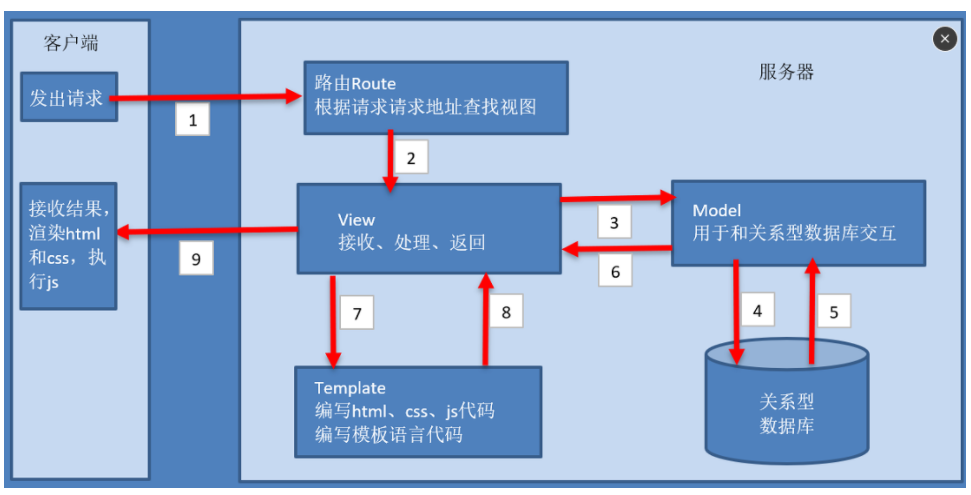 客户端
服务器
发出请求
1
路由Route
根据请求请求地址查找视图
2
接收结果，
渲染html
和css，执
行js
9
View
接收、处理、返回
3
6
Model
用于和关系型数据库交互
7
8
4
5
Template
编写html、css、js代码
编写模板语言代码
关系型
数据库